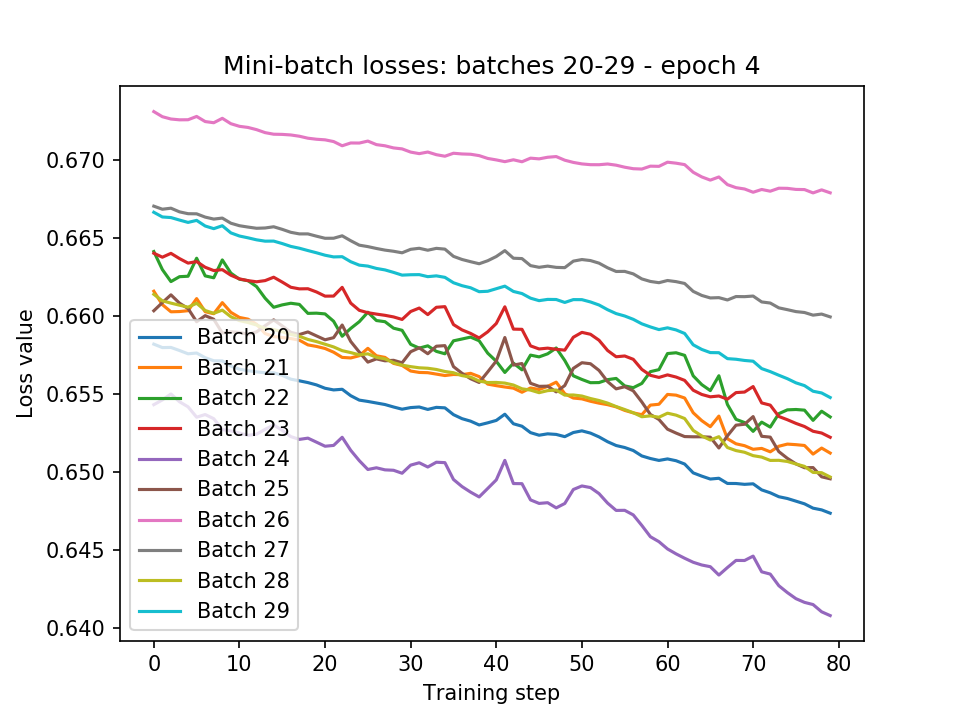 Mini-batch losses: batches 20-29 - epoch 4
Loss value
0.670
0.665
0.660
0.655
0.650
0.645
0.640
Batch 20
Batch 21
Batch 22
Batch 23
Batch 24
Batch 25
Batch 26
Batch 27
Batch 28
Batch 29
0 10 20 30 40 50 60 70 80
Training step